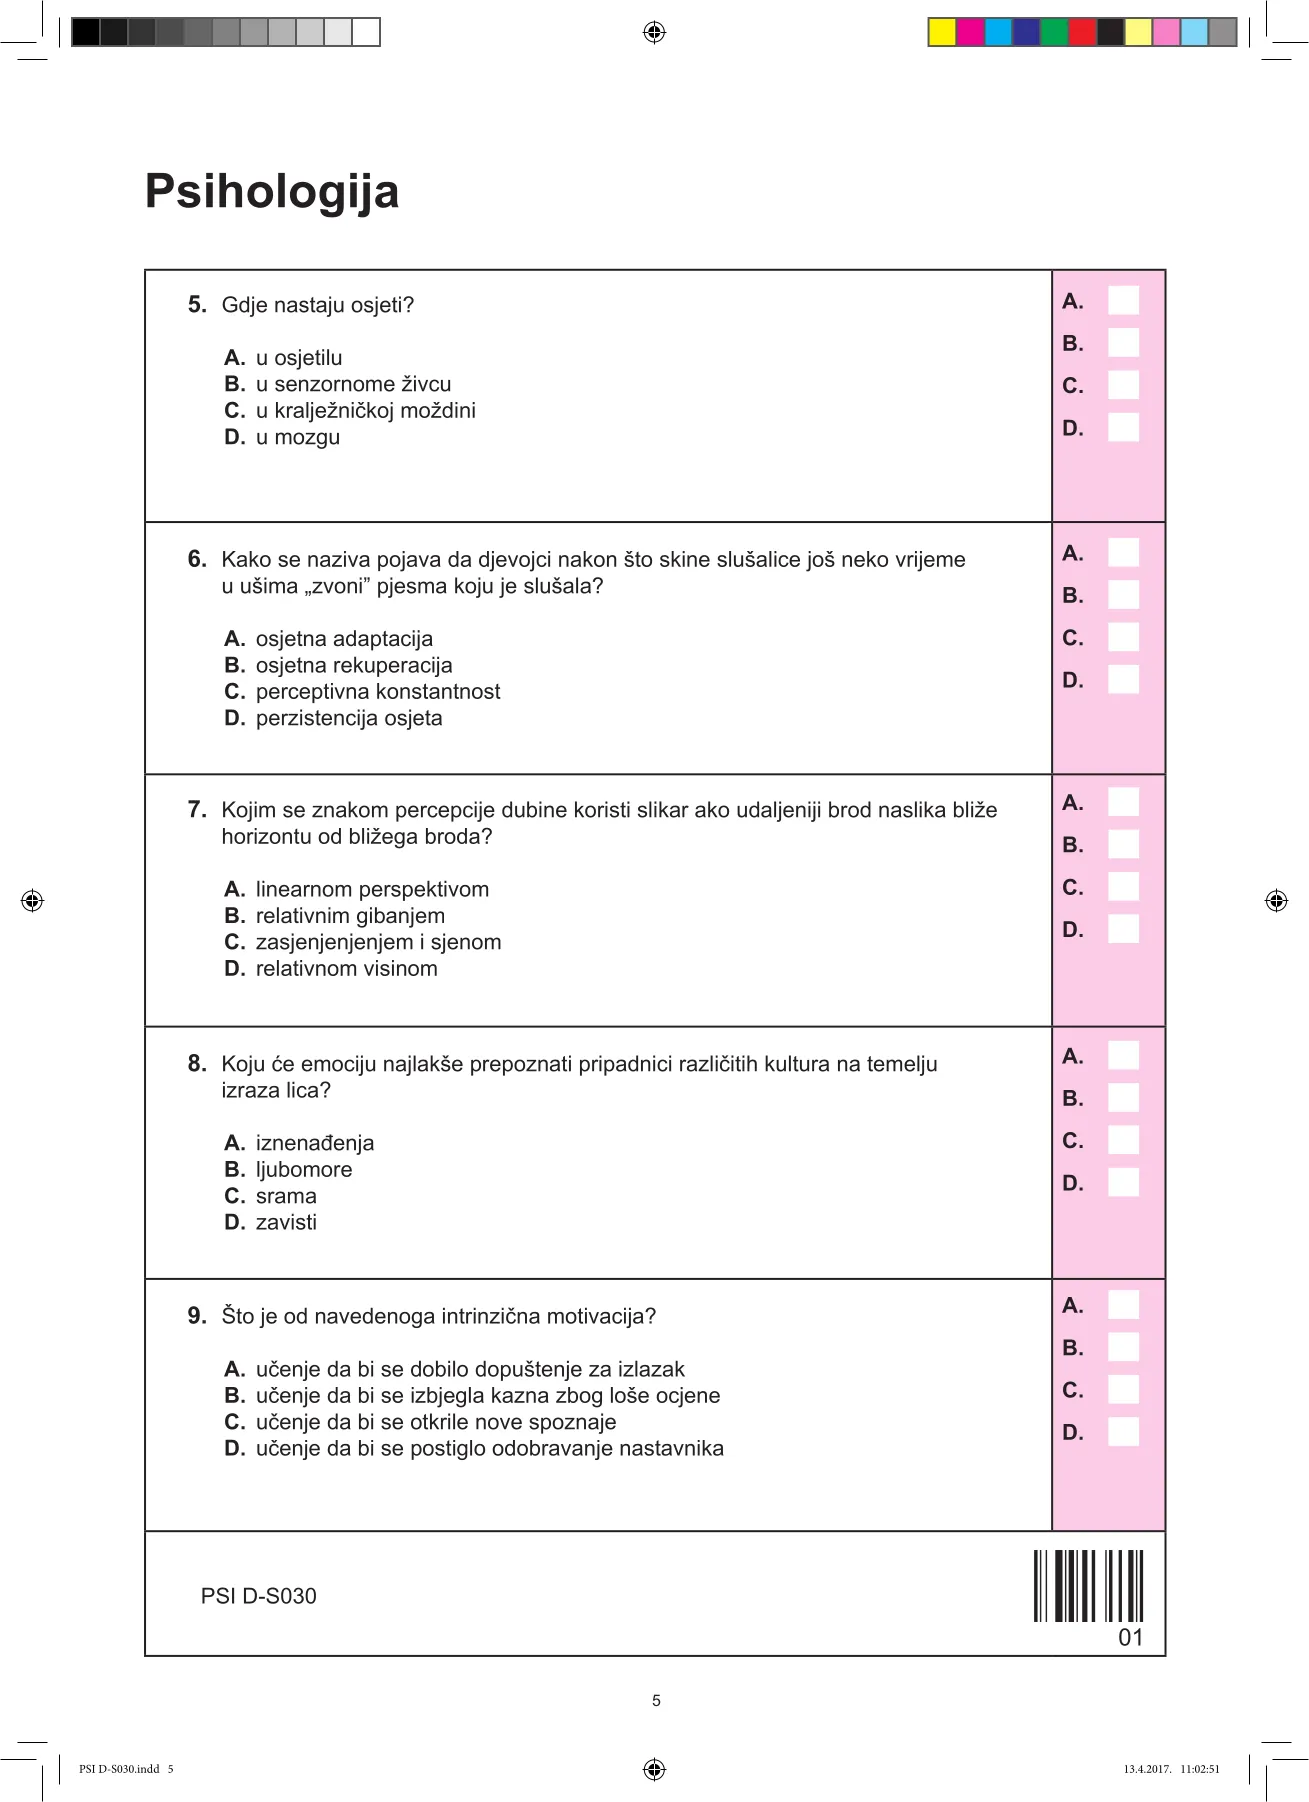 Psihologija
5. Gdje nastaju osjeti?
A. u osjetilu
B. u senzornome živcu
C. u kralježničkoj moždini
D. u mozgu
A.
B.
C.
D.
6. Kako se naziva pojava da djevojci nakon što skine slušalice još neko vrijeme
u ušima „zvoni” pjesma koju je slušala?
A. osjetna adaptacija
B. osjetna rekuperacija
C. perceptivna konstantnost
D. perzistencija osjeta
A.
B.
C.
D.
7. Kojim se znakom percepcije dubine koristi slikar ako udaljeniji brod naslika bliže
horizontu od bližega broda?
A. linearnom perspektivom
B. relativnim gibanjem
C. zasjenjenjenjem i sjenom
D. relativnom visinom
A.
B.
C.
D.
8. Koju će emociju najlakše prepoznati pripadnici različitih kultura na temelju
izraza lica?
A. iznenađenja
B. ljubomore
C. srama
D. zavisti
A.
B.
C.
D.
9. Što je od navedenoga intrinzična motivacija?
A. učenje da bi se dobilo dopuštenje za izlazak
B. učenje da bi se izbjegla kazna zbog loše ocjene
C. učenje da bi se otkrile nove spoznaje
D. učenje da bi se postiglo odobravanje nastavnika
A.
B.
C.
D.
PSI D-S030
01
5
PSI D-S030.indd 5
13.4.2017. 11:02:51